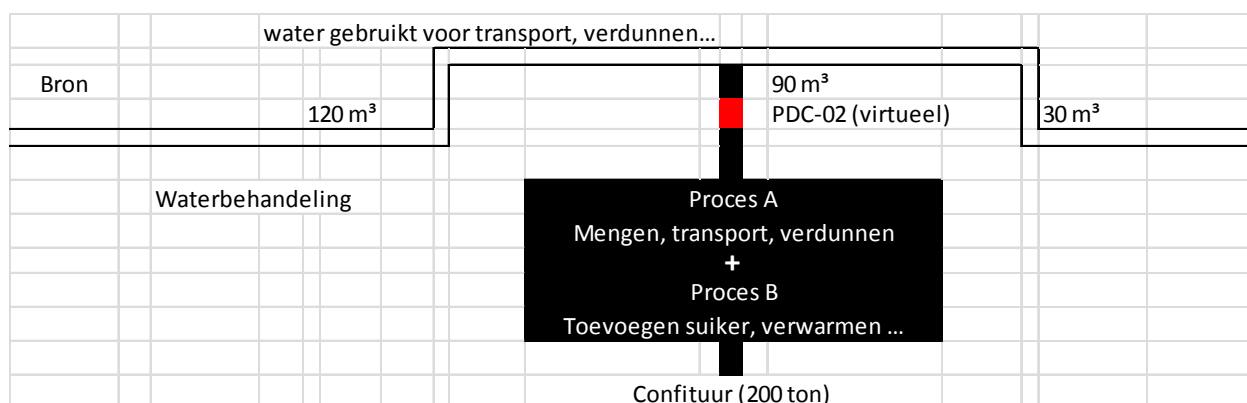 water gebruikt voor transport, verdunnen...
Bron
90 m³
120 m³
PDC-02 (virtueel)
30 m³
Waterbehandeling
Proces A
Mengen, transport, verdunnen
+
Proces B
Toevoegen suiker, verwarmen ...
Confituur (200 ton)